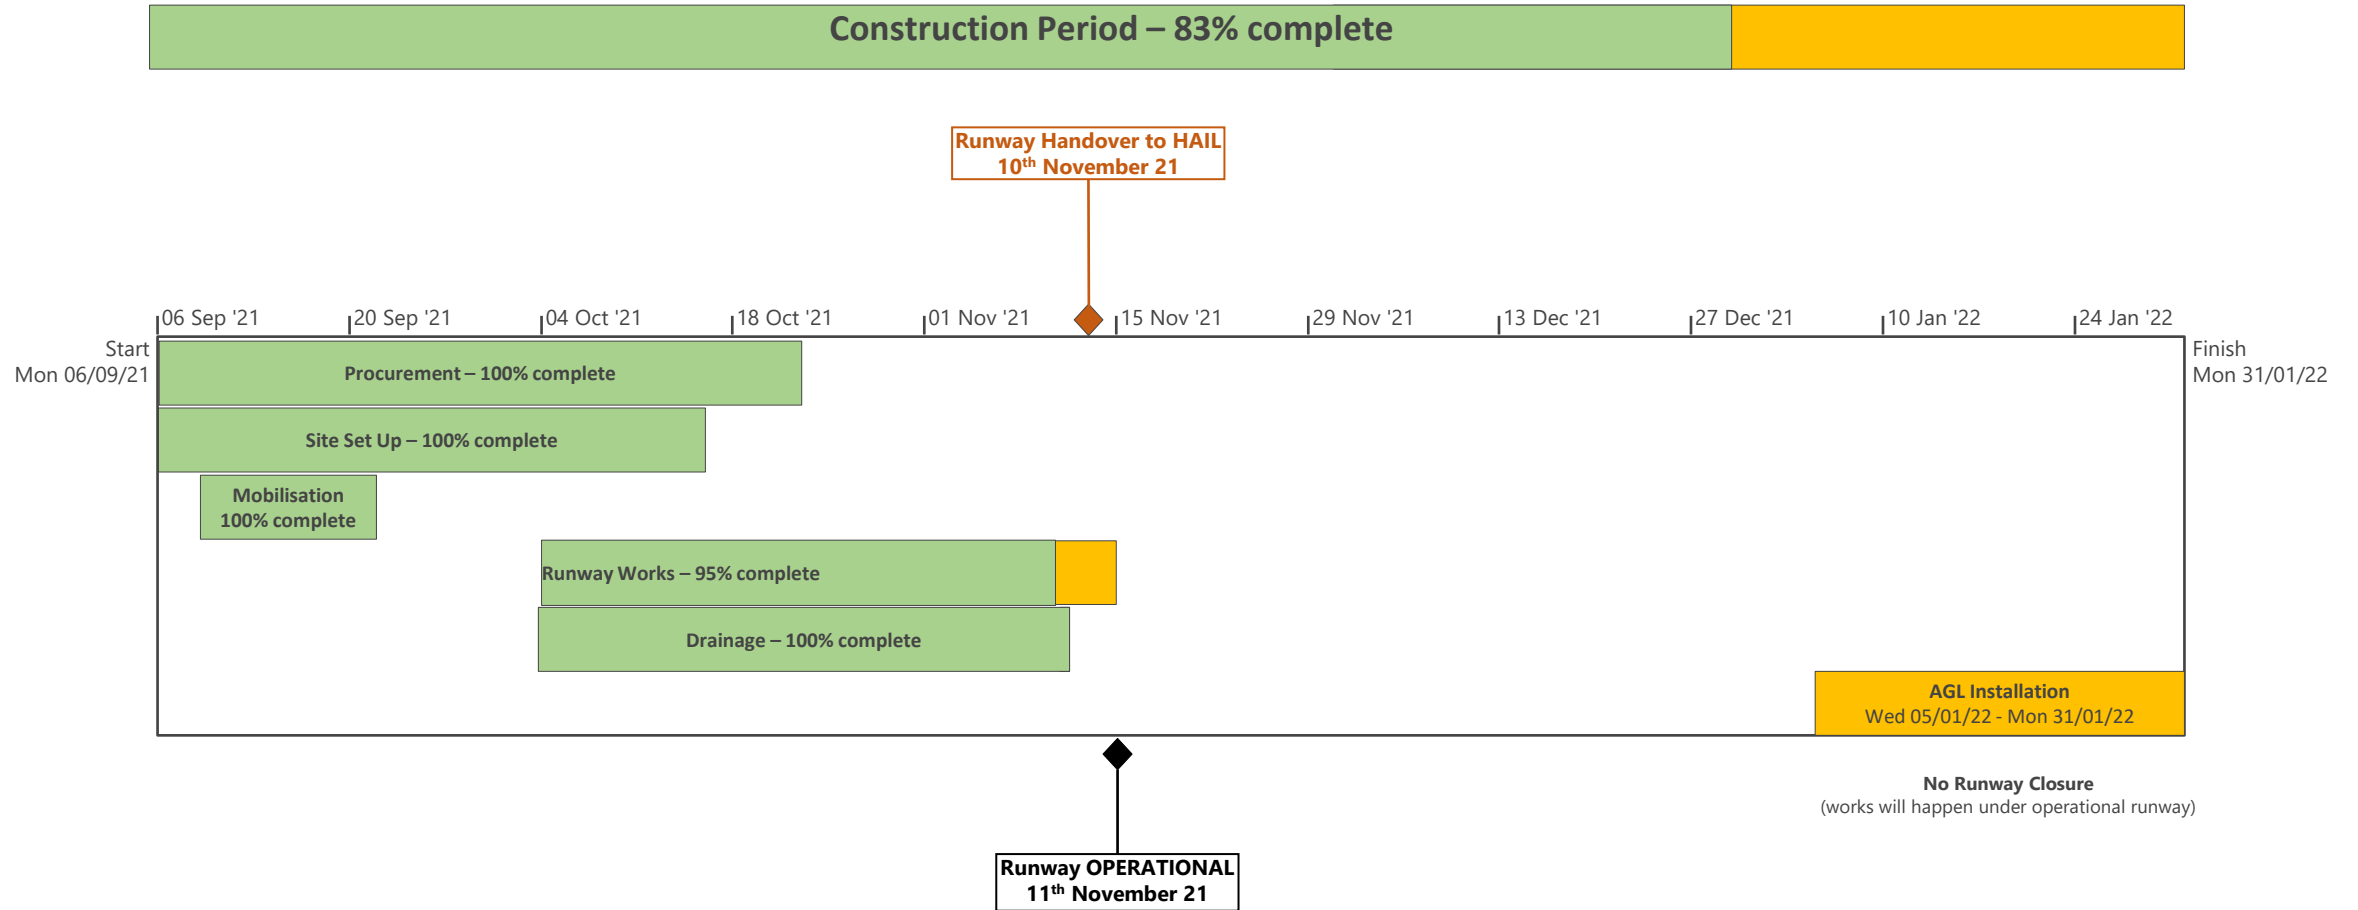 Construction Period – 83% complete
Runway Handover to HAIL
10th November 21
06 Sep '21
20 Sep '21
04 Oct '21
18 Oct '21
01 Nov '21
15 Nov '21
29 Nov '21
13 Dec '21
27 Dec '21
10 Jan '22
24 Jan '22
Start
Mon 06/09/21
Finish
Mon 31/01/22
Procurement – 100% complete
Site Set Up – 100% complete
Mobilisation
100% complete
Runway Works – 95% complete
Drainage – 100% complete
AGL Installation
Wed 05/01/22 - Mon 31/01/22
No Runway Closure
(works will happen under operational runway)
Runway OPERATIONAL
11th November 21